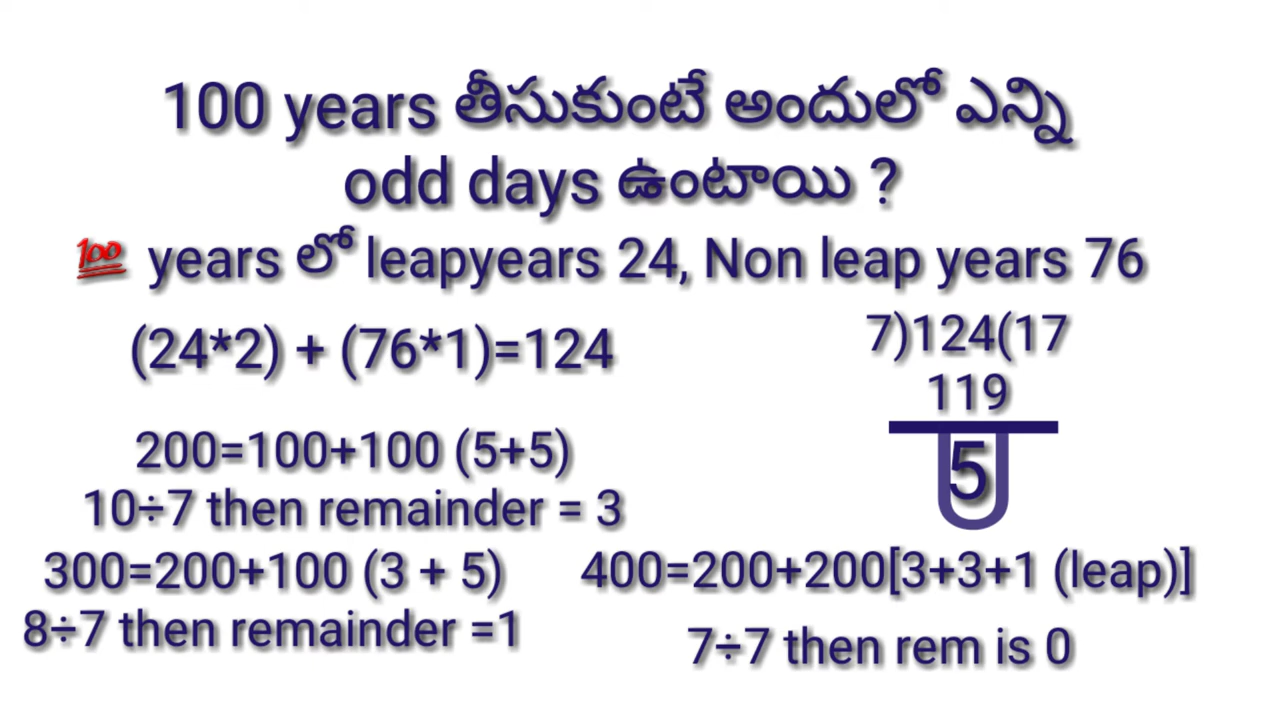 100 years తీసుకుంటే అందులో ఎన్ని
odd days ఉంటాయి ?
💯 years లో leapyears 24, Non leap years 76
(24*2) + (76*1)=124
7)124(17
119
5
200=100+100 (5+5)
10÷7 then remainder = 3
300=200+100 (3 + 5)
8÷7 then remainder =1
400=200+200[3+3+1 (leap)]
7÷7 then rem is 0